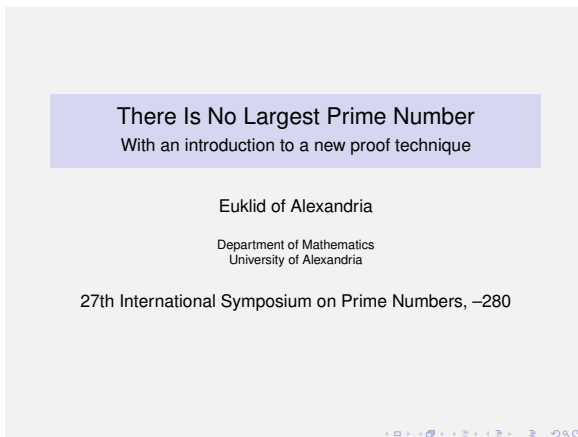 There Is No Largest Prime Number
With an introduction to a new proof technique
Euklid of Alexandria
Department of Mathematics
University of Alexandria
27th International Symposium on Prime Numbers, –280